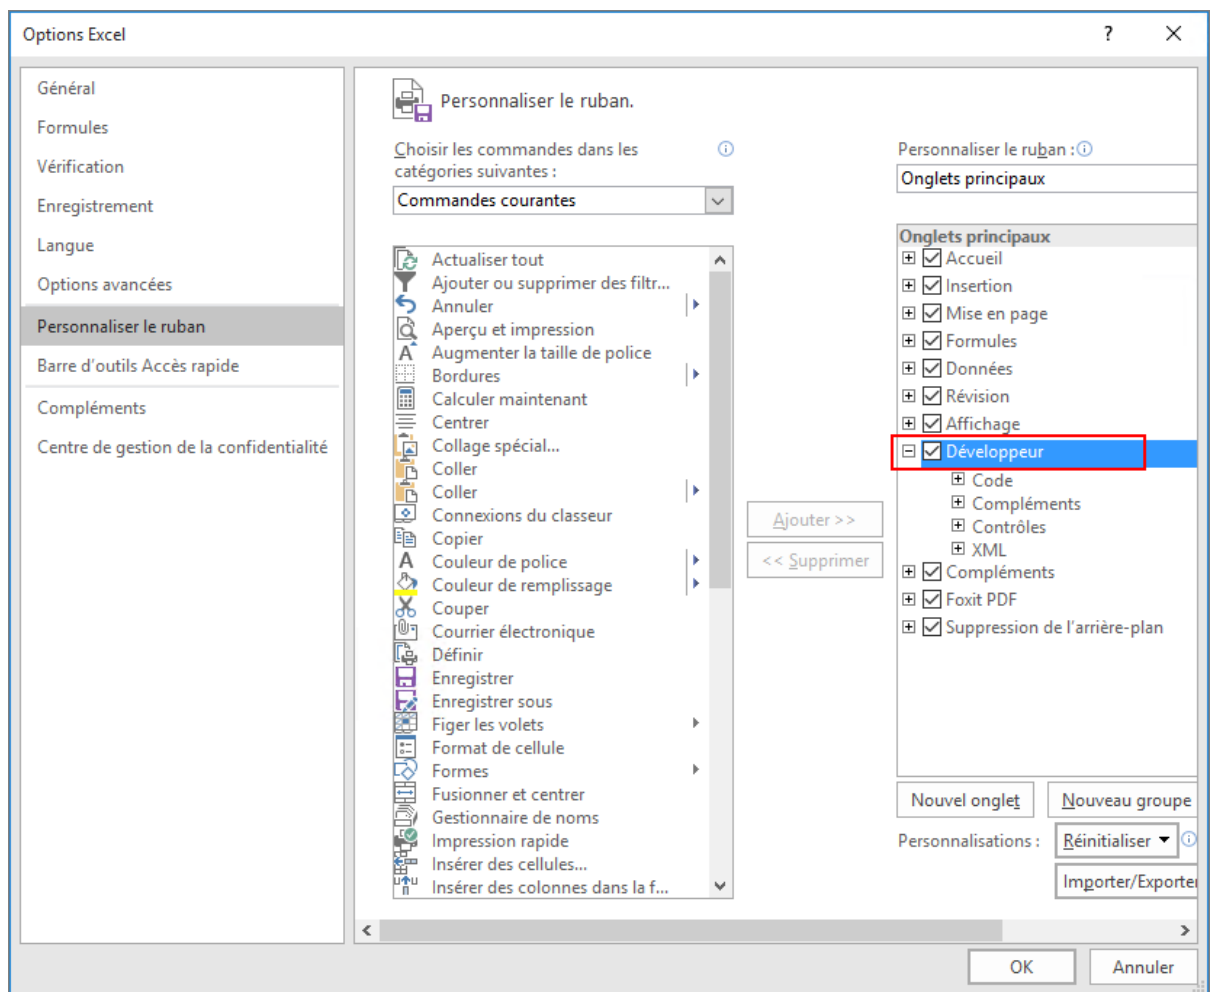 Options Excel
?
Général
Formules
Vérification
Enregistrement
Langue
Options avancées
Personnaliser le ruban
Barre d'outils Accès rapide
Compléments
Centre de gestion de la confidentialité
Personnaliser le ruban.
Choisir les commandes dans les
catégories suivantes :
Commandes courantes
Actualiser tout
Ajouter ou supprimer des filtr...
Annuler
Aperçu et impression
Augmenter la taille de police
Bordures
Calculer maintenant
Centrer
Collage spécial...
Coller
Coller
Connexions du classeur
Copier
Couleur de police
Couleur de remplissage
Couper
Courrier électronique
Définir
Enregistrer
Enregistrer sous
Figer les volets
Format de cellule
Formes
Fusionner et centrer
Gestionnaire de noms
Impression rapide
Insérer des cellules...
Insérer des colonnes dans la f...
Ajouter >>
<< Supprimer
Personnaliser le ruban :
Onglets principaux
Onglets principaux
Accueil
Insertion
Mise en page
Formules
Données
Révision
Affichage
Développeur
Code
Compléments
Contrôles
XML
Compléments
Foxit PDF
Suppression de l'arrière-plan
Nouvel onglet
Nouveau groupe
Personnalisations :
Réinitialiser
Importer/Exporter
OK
Annuler